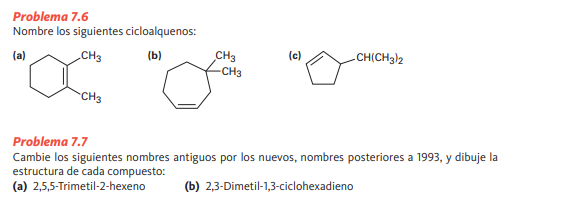 Problema 7.6
Nombre los siguientes cicloalquenos:
(a) CH3 CH3
(b) CH3 CH3
(c) CH(CH3)2
Problema 7.7
Cambie los siguientes nombres antiguos por los nuevos, nombres posteriores a 1993, y dibuje la
estructura de cada compuesto:
(a) 2,5,5-Trimetil-2-hexeno (b) 2,3-Dimetil-1,3-ciclohexadieno